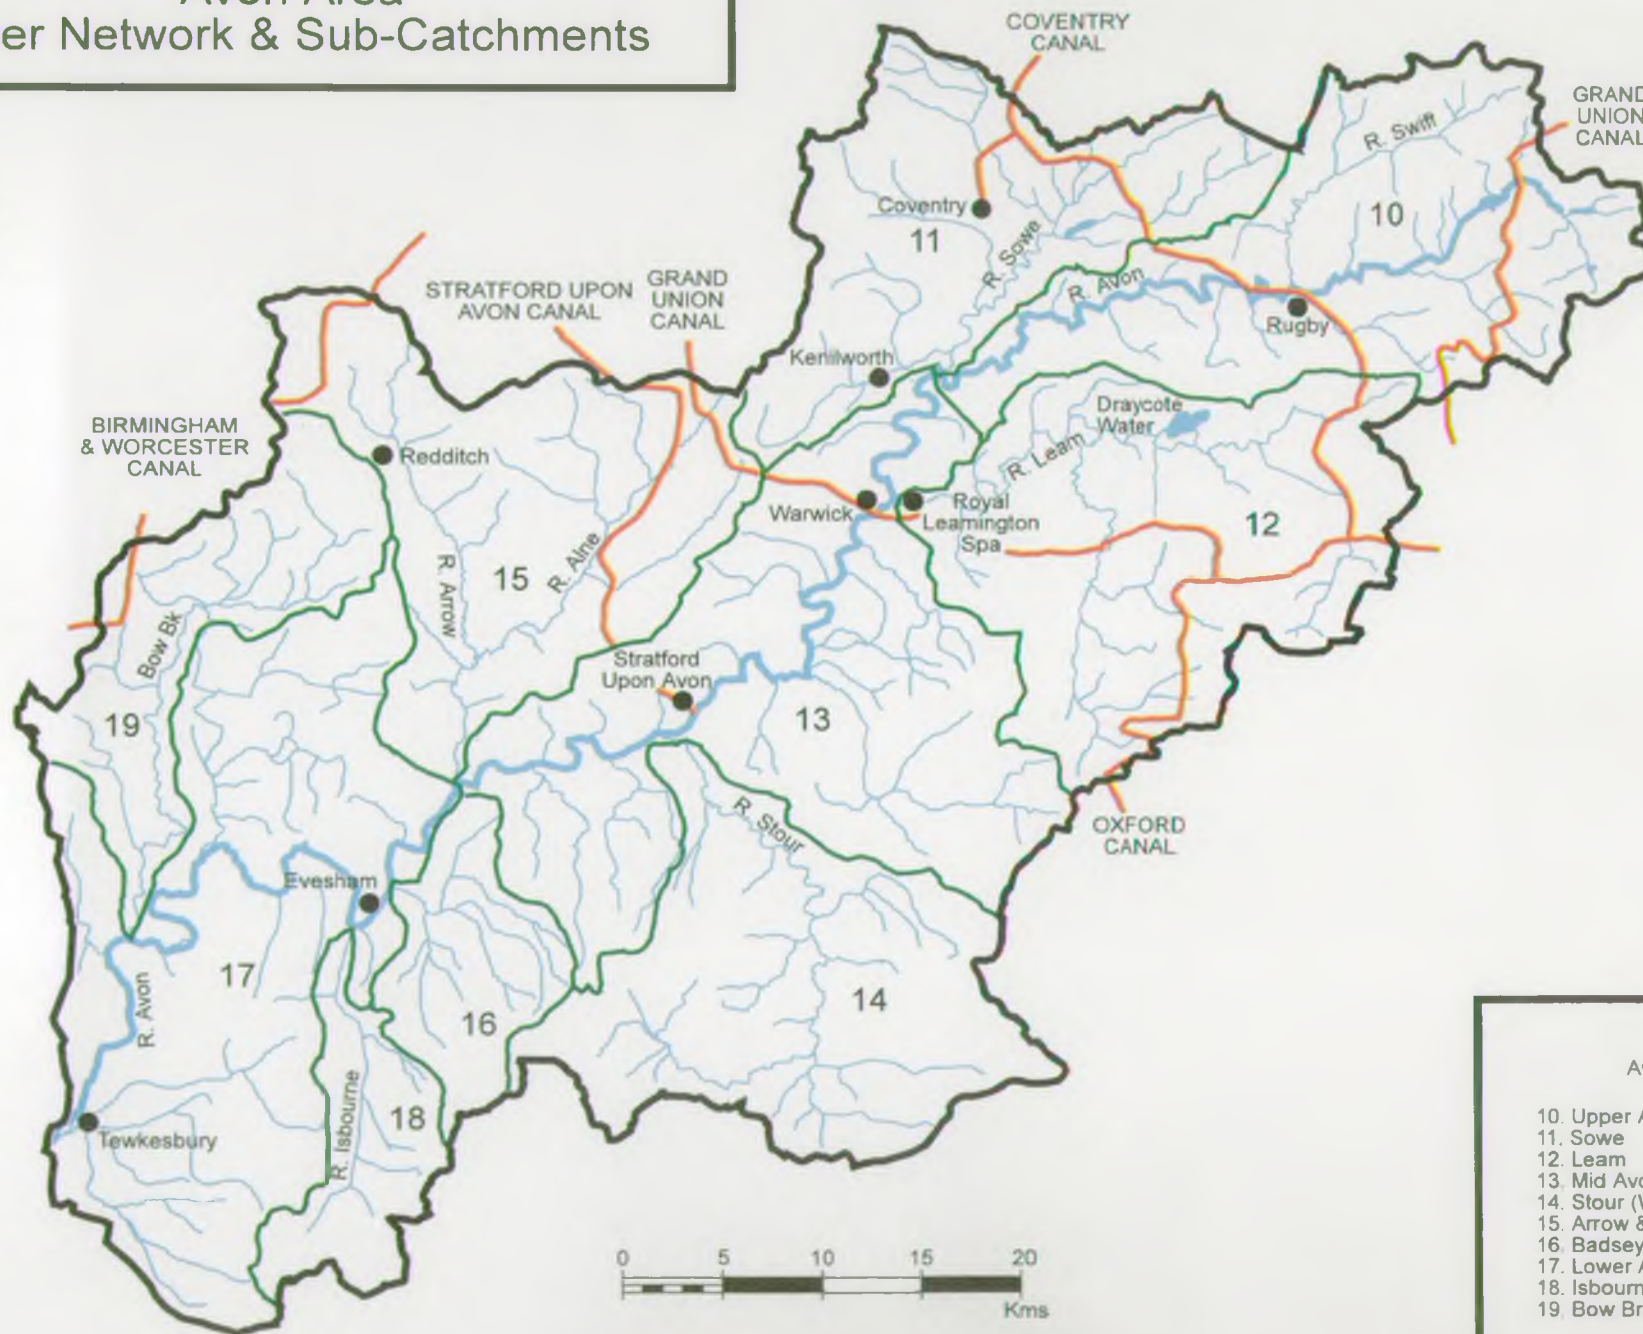 Avon Area
er Network & Sub-Catchments
COVENTRY
CANAL
GRAND
UNION
CANAL
R. Swift
10
Coventry
11
R. Sowe
R. Avon
Rugby
STRATFORD UPON
AVON CANAL
GRAND
UNION
CANAL
Kenilworth
Draycote
Water
R. Leam
BIRMINGHAM
& WORCESTER
CANAL
Redditch
Warwick
Royal
Leamington
Spa
12
R. Arrow
15
R. Alne
Bow Bk
Stratford
Upon Avon
19
13
R. Stour
OXFORD
CANAL
Evesham
17
R. Avon
16
14
R. Isbourne
18
Tewkesbury
0 5 10 15 20
Kms
A
10. Upper A
11. Sowe
12. Leam
13. Mid Avo
14. Stour (W
15. Arrow &
16. Badsey
17. Lower A
18. Isbourn
19. Bow Br